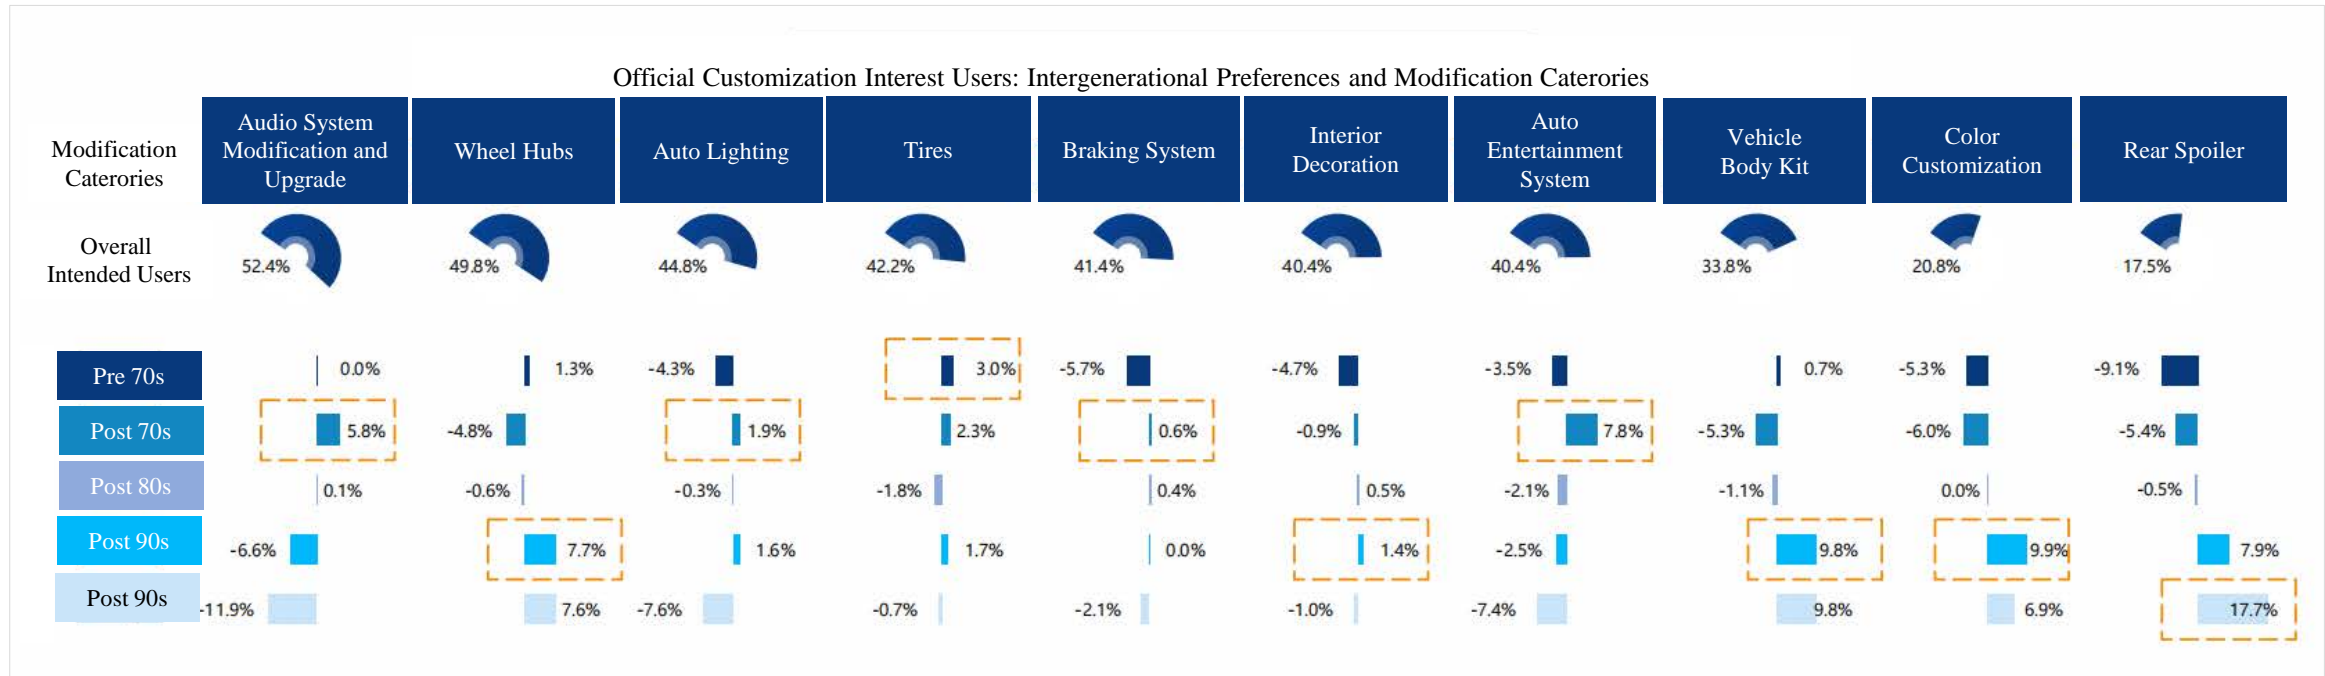 Official Customization Interest Users: Intergenerational Preferences and Modification Caterories
Modification
Caterories
Audio System
Modification and
Upgrade
Wheel Hubs
Auto Lighting
Tires
Braking System
Interior
Decoration
Auto
Entertainment
System
Vehicle
Body Kit
Color
Customization
Rear Spoiler
Overall
Intended Users
52.4%
49.8%
44.8%
42.2%
41.4%
40.4%
40.4%
33.8%
20.8%
17.5%
Pre 70s
0.0%
1.3%
-4.3%
3.0%
-5.7%
-4.7%
-3.5%
0.7%
-5.3%
-9.1%
Post 70s
5.8%
-4.8%
1.9%
2.3%
0.6%
-0.9%
7.8%
-5.3%
-6.0%
-5.4%
Post 80s
0.1%
-0.6%
-0.3%
-1.8%
0.4%
0.5%
-2.1%
-1.1%
0.0%
-0.5%
Post 90s
-6.6%
7.7%
1.6%
1.7%
0.0%
1.4%
-2.5%
9.8%
9.9%
7.9%
Post 90s
-11.9%
7.6%
-7.6%
-0.7%
-2.1%
-1.0%
-7.4%
9.8%
6.9%
17.7%